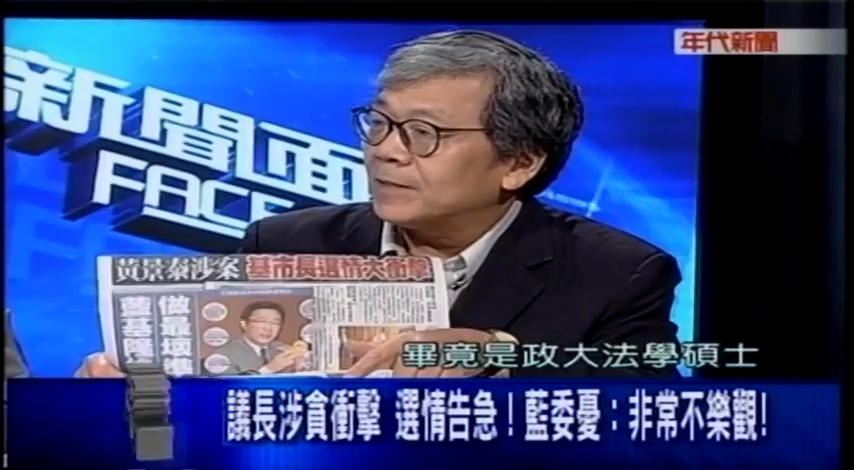 年代新聞
新聞面
FACE
黃景泰涉案 基市長選情大衝擊
做最壞準
藍基隆
畢竟是政大法學碩士
議長涉貪衝擊 選情告急！藍委憂：非常不樂觀！